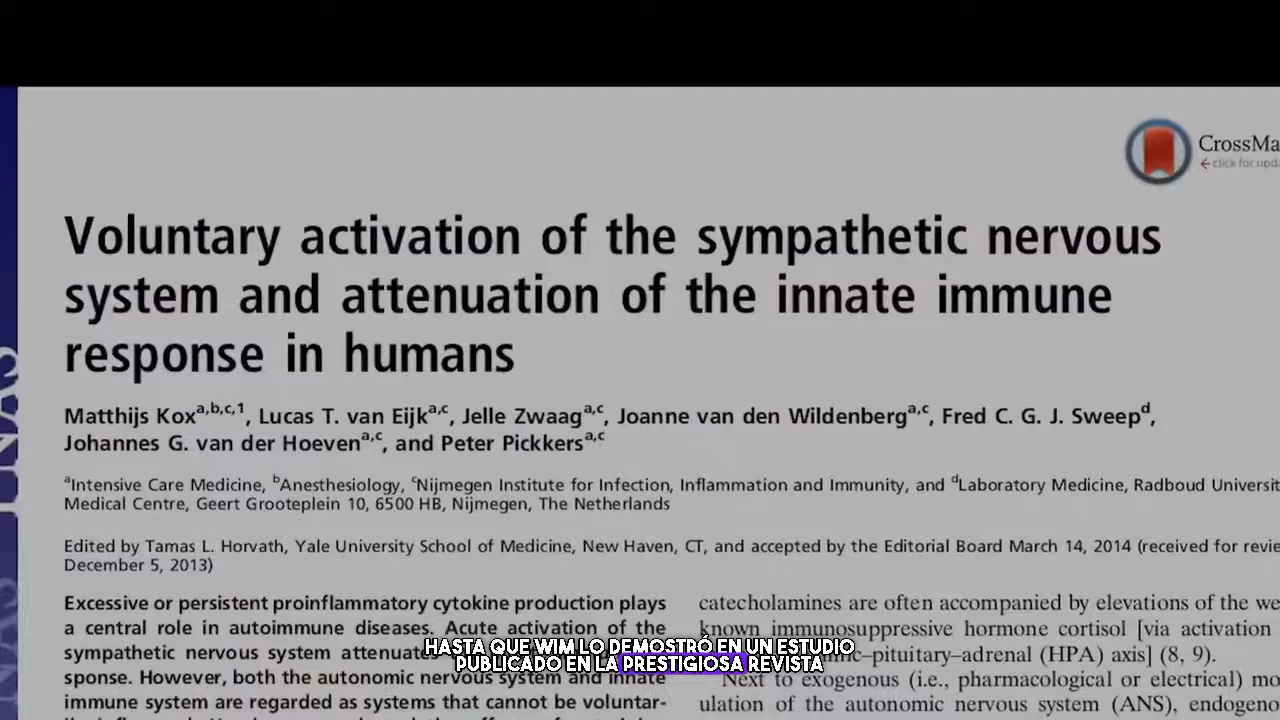 CrossMa
click for upd
Voluntary activation of the sympathetic nervous
system and attenuation of the innate immune
response in humans
Matthijs Kox^a,b,c,1, Lucas T. van Eijk^a,c, Jelle Zwaag^a,c, Joanne van den Wildenberg^a,c, Fred C. G. J. Sweep^d,
Johannes G. van der Hoeven^a,c, and Peter Pickkers^a,c
^aIntensive Care Medicine, ^bAnesthesiology, ^cNijmegen Institute for Infection, Inflammation and Immunity, and ^dLaboratory Medicine, Radboud Universit
Medical Centre, Geert Grooteplein 10, 6500 HB, Nijmegen, The Netherlands
Edited by Tamas L. Horvath, Yale University School of Medicine, New Haven, CT, and accepted by the Editorial Board March 14, 2014 (received for revie
December 5, 2013)
Excessive or persistent proinflammatory cytokine production plays
a central role in autoimmune diseases. Acute activation of the
sympathetic nervous system attenuat
sponse. However, both the autonomic nervous system and innate
immune system are regarded as systems that cannot be voluntar-
catecholamines are often accompanied by elevations of the we
known immunosuppressive hormone cortisol [via activation
ic–pituitary–adrenal (HPA) axis] (8, 9).
Next to exogenous (i.e., pharmacological or electrical) mo
ulation of the autonomic nervous system (ANS), endogeno
HASTA QUE WIM LO DEMOSTRÓ EN UN ESTUDIO
PUBLICADO EN LA PRESTIGIOSA REVISTA